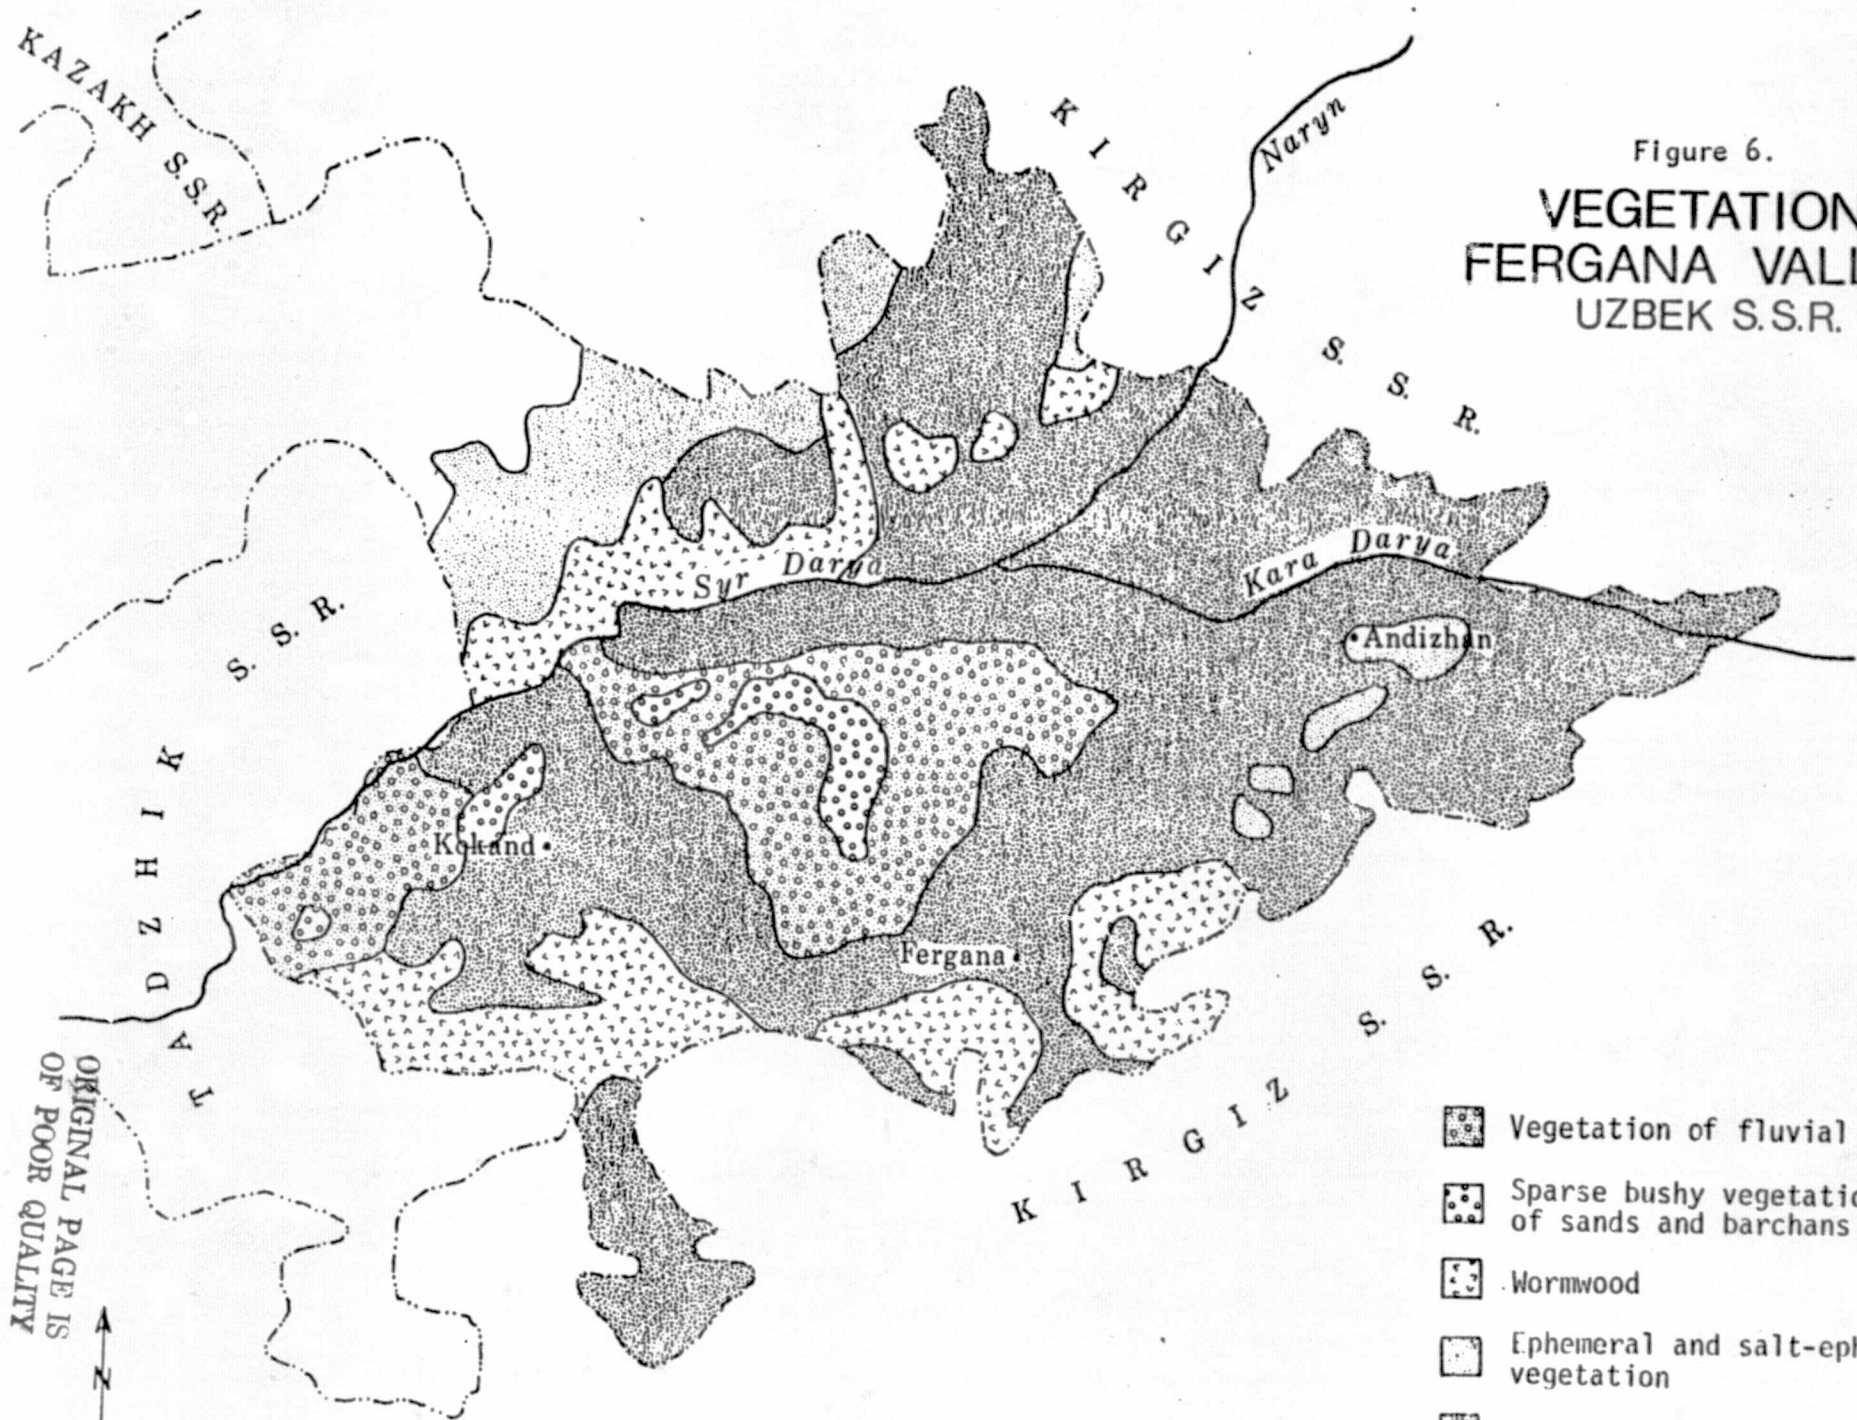 KAZAKH S.S.R.
KIRGIZ S. S. R.
Naryn
Figure 6.
VEGETATION
FERGANA VALL
UZBEK S.S.R.
Syr Darya
Kara Darya
Andizhan
TADZHIK S. S. R.
Kokand
Fergana
KIRGIZ S. S. R.
ORIGINAL PAGE IS
OF POOR QUALITY
N
Vegetation of fluvial
Sparse bushy vegetatio
of sands and barchans
Wormwood
Ephemeral and salt-eph
vegetation